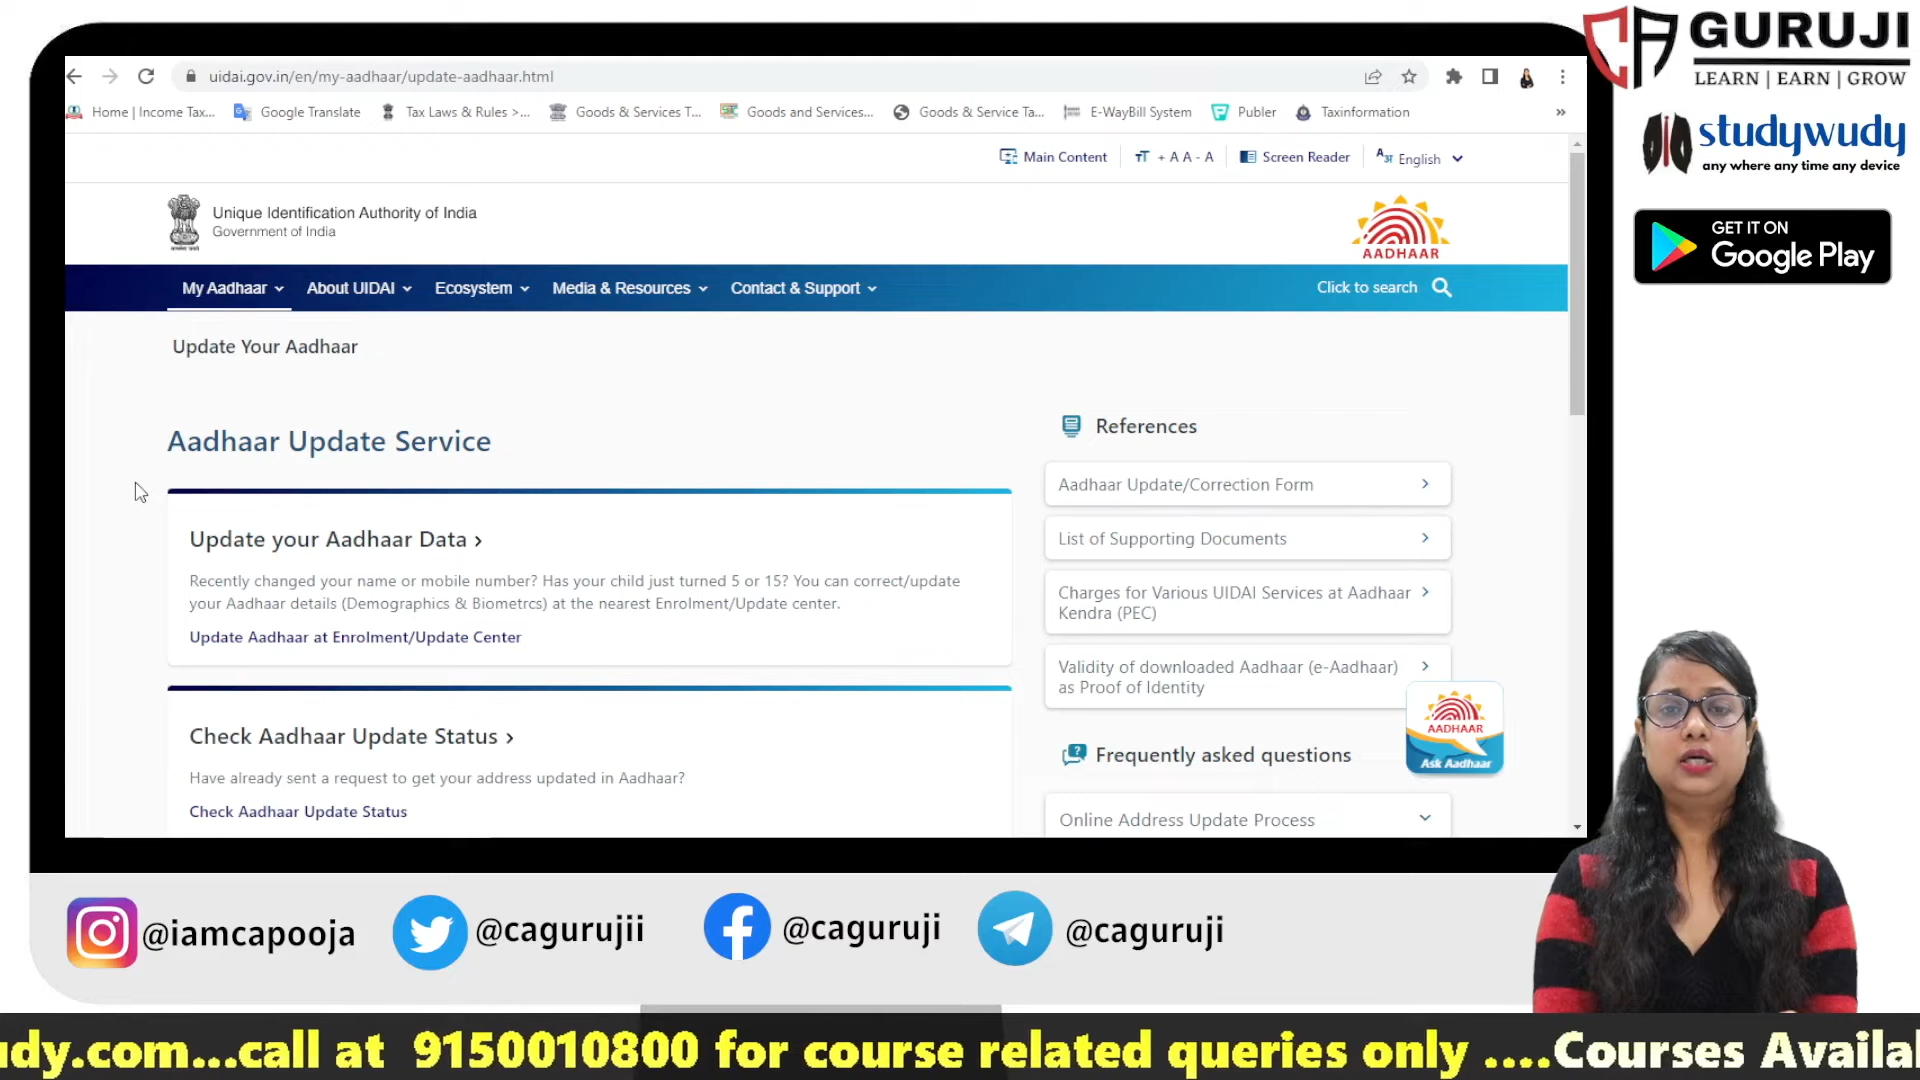 GURUJI
LEARN | EARN | GROW
uidai.gov.in/en/my-aadhaar/update-aadhaar.html
Home | Income Tax...
Google Translate
Tax Laws & Rules >...
Goods & Services T...
Goods and Services...
Goods & Service Ta...
E-WayBill System
Publer
Taxinformation
»
studywudy
any where any time any device
Main Content
+ A A - A
Screen Reader
English
Unique Identification Authority of India
Government of India
AADHAAR
GET IT ON
Google Play
My Aadhaar
About UIDAI
Ecosystem
Media & Resources
Contact & Support
Click to search
Update Your Aadhaar
Aadhaar Update Service
Update your Aadhaar Data ›
Recently changed your name or mobile number? Has your child just turned 5 or 15? You can correct/update
your Aadhaar details (Demographics & Biometrcs) at the nearest Enrolment/Update center.
Update Aadhaar at Enrolment/Update Center
Check Aadhaar Update Status ›
Have already sent a request to get your address updated in Aadhaar?
Check Aadhaar Update Status
References
Aadhaar Update/Correction Form
List of Supporting Documents
Charges for Various UIDAI Services at Aadhaar
Kendra (PEC)
Validity of downloaded Aadhaar (e-Aadhaar)
as Proof of Identity
AADHAAR
Ask Aadhaar
Frequently asked questions
Online Address Update Process
@iamcapooja
@cagurujii
@caguruji
@caguruji
udy.com...call at 9150010800 for course related queries only ....Courses Availa